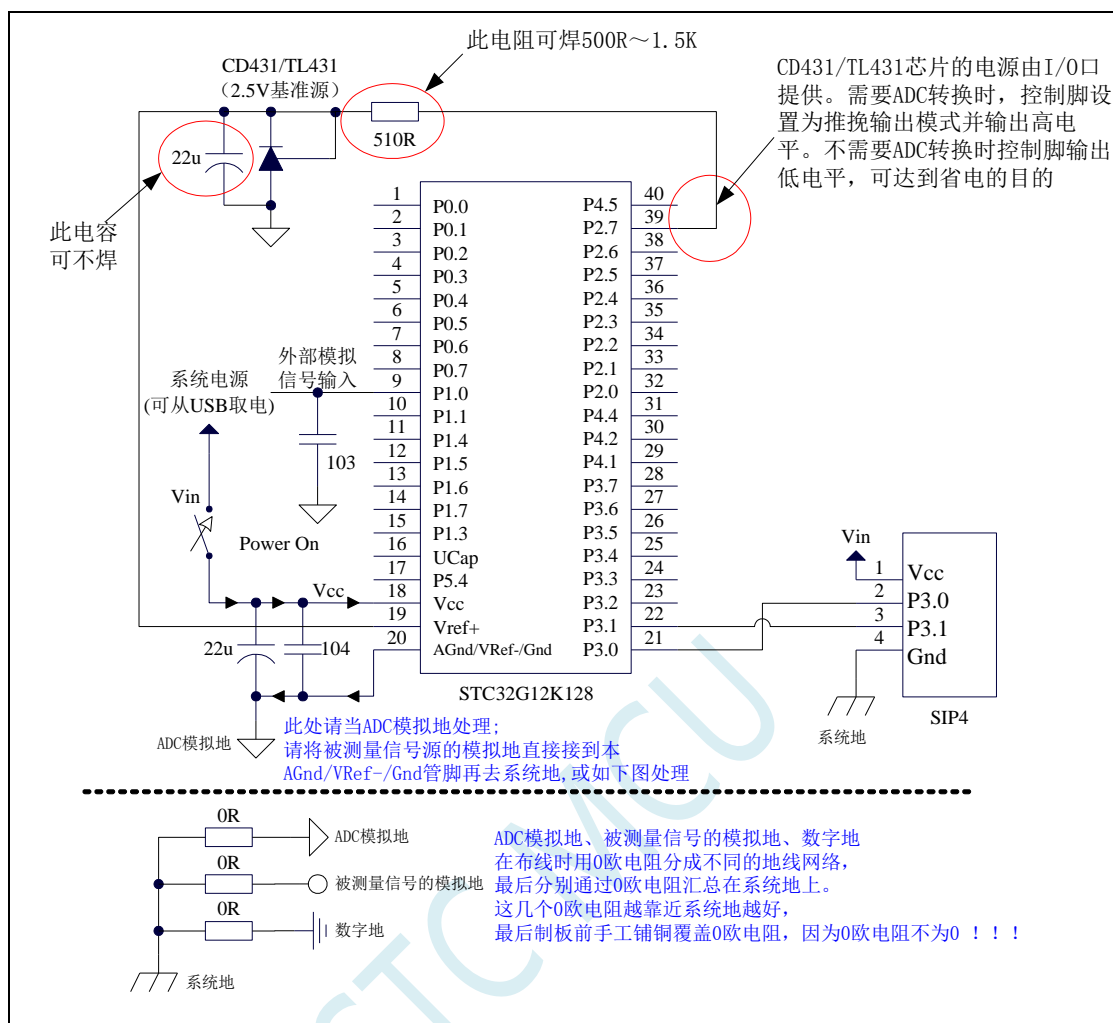 此电阻可焊500R～1.5K
CD431/TL431
（2.5V基准源）
510R
22u
此电容
可不焊
CD431/TL431芯片的电源由I/O口
提供。需要ADC转换时，控制脚设
置为推挽输出模式并输出高电
平。不需要ADC转换时控制脚输出
低电平，可达到省电的目的
1 P0.0
2 P0.1
3 P0.2
4 P0.3
5 P0.4
6 P0.5
7 P0.6
8 P0.7
9 P1.0
10 P1.1
11 P1.4
12 P1.5
13 P1.6
14 P1.7
15 P1.3
16 UCap
17 P5.4
18 Vcc
19 Vref+
20 AGnd/VRef-/Gnd
P4.5 40
P2.7 39
P2.6 38
P2.5 37
P2.4 36
P2.3 35
P2.2 34
P2.1 33
P2.0 32
P4.4 31
P4.2 30
P4.1 29
P3.7 28
P3.6 27
P3.5 26
P3.4 25
P3.3 24
P3.2 23
P3.1 22
P3.0 21
STC32G12K128
外部模拟
信号输入
103
系统电源
(可从USB取电)
Vin
Power On
Vcc
22u
104
ADC模拟地
Vin
1 Vcc
2 P3.0
3 P3.1
4 Gnd
SIP4
系统地
此处请当ADC模拟地处理;
请将被测量信号源的模拟地直接接到本
AGnd/VRef-/Gnd管脚再去系统地,或如下图处理
0R
ADC模拟地
0R
被测量信号的模拟地
0R
数字地
系统地
ADC模拟地、被测量信号的模拟地、数字地
在布线时用0欧电阻分成不同的地线网络，
最后分别通过0欧电阻汇总在系统地上。
这几个0欧电阻越靠近系统地越好，
最后制板前手工铺铜覆盖0欧电阻，因为0欧电阻不为0 ！！！
STC MCU